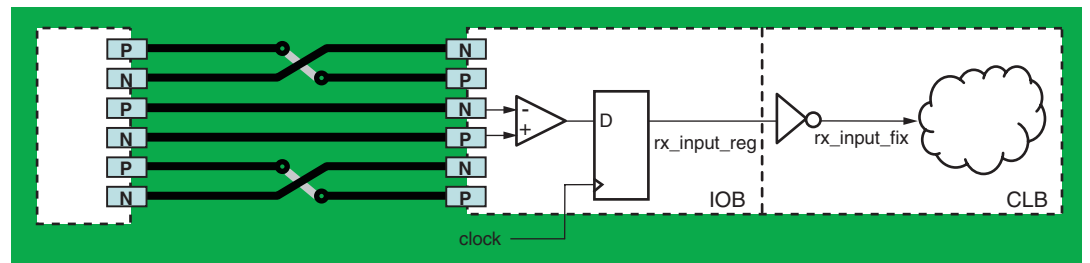 P N
N P
P N
N P
P N
N P
-
+
D
rx_input_reg
rx_input_fix
IOB
CLB
clock